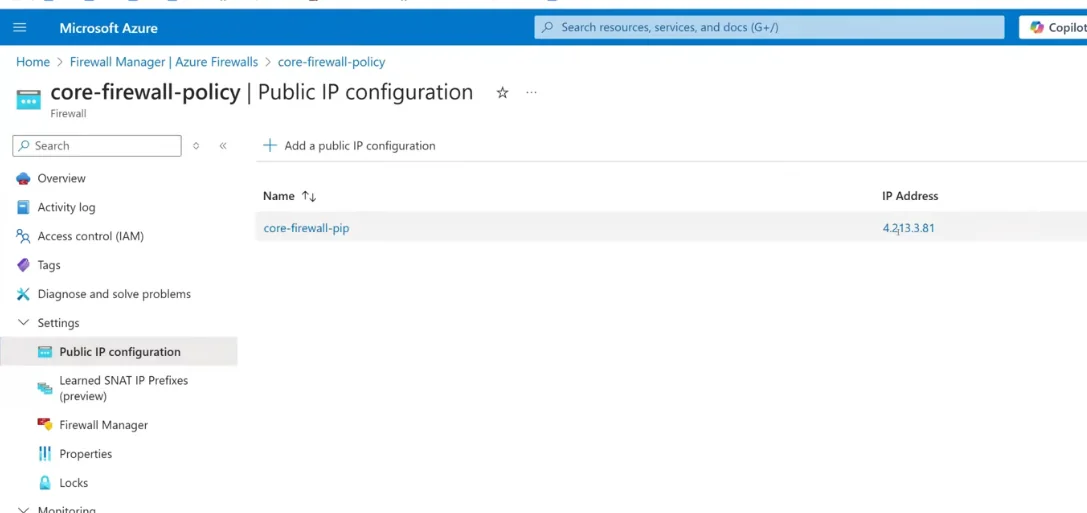 Microsoft Azure
Search resources, services, and docs (G+/)
Copilot
Home > Firewall Manager | Azure Firewalls > core-firewall-policy
core-firewall-policy | Public IP configuration
Firewall
Search
Add a public IP configuration
Name
IP Address
core-firewall-pip
4.213.3.81
Overview
Activity log
Access control (IAM)
Tags
Diagnose and solve problems
Settings
Public IP configuration
Learned SNAT IP Prefixes
(preview)
Firewall Manager
Properties
Locks
Monitoring